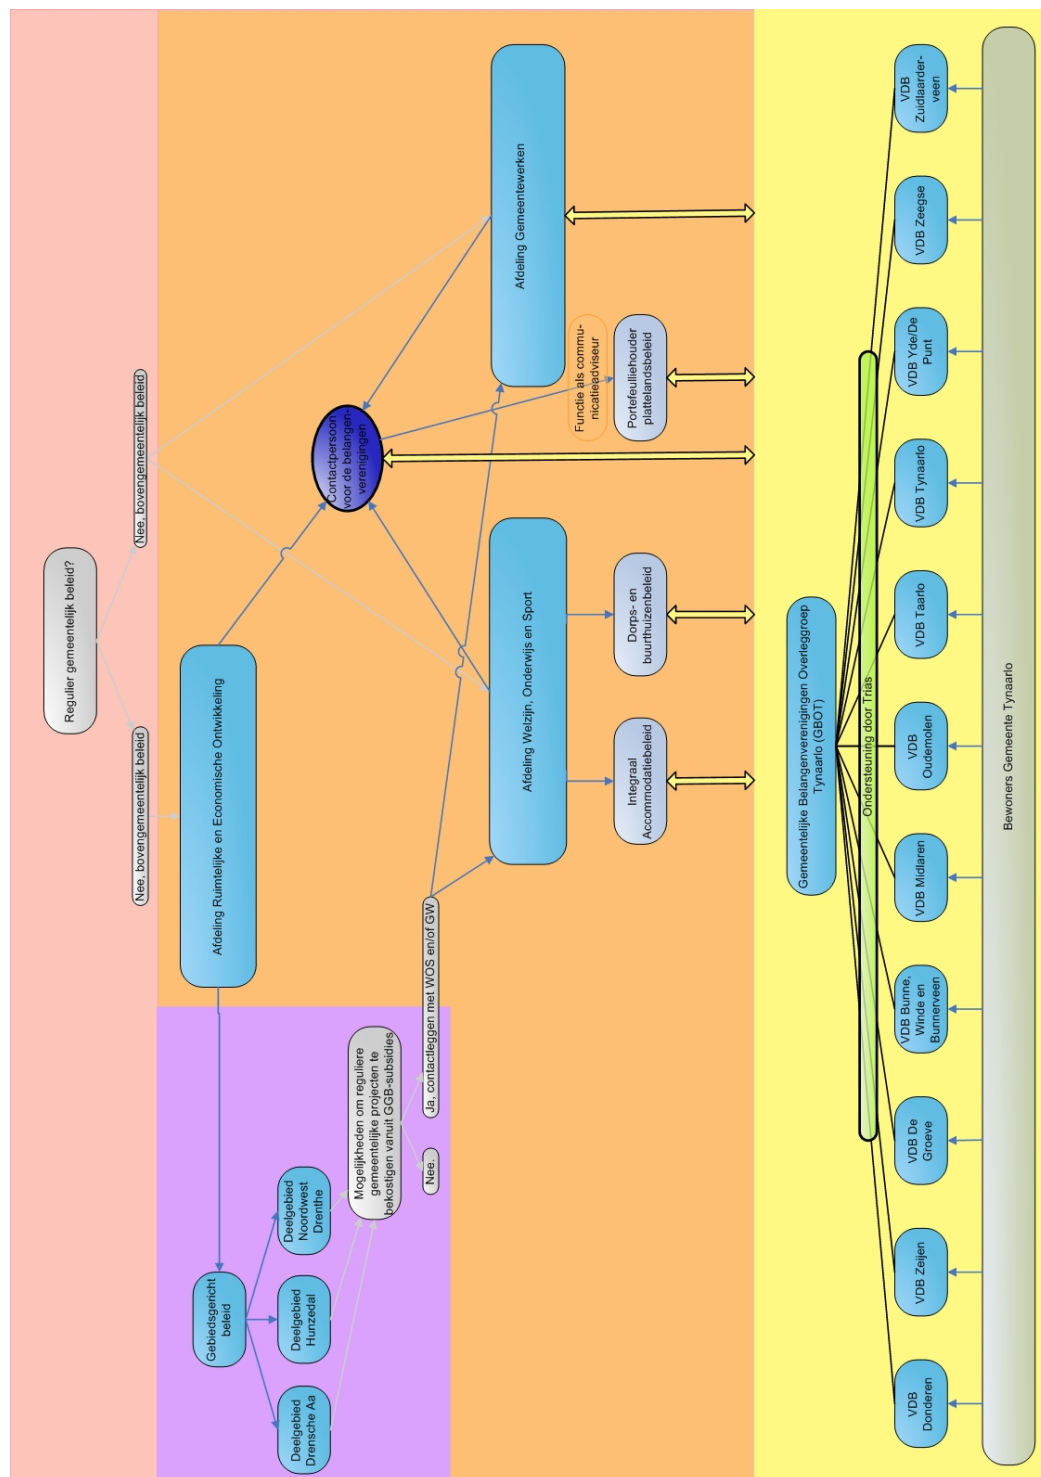 Regulier gemeentelijk beleid?
Nee, bovengemeentelijk beleid
Nee, bovengemeentelijk beleid
Afdeling Ruimtelijke en Economische Ontwikkeling
Gebiedsgericht
beleid
Deelgebied
Drensche Aa
Deelgebied
Hunzedal
Deelgebied
Noordwest
Drenthe
Mogelijkheden om reguliere
gemeentelijke projecten te
bekostigen vanuit GGB-subsidies
Nee.
Ja, contactleggen met WOS en/of GW
Contactpersoon
voor de belangen-
verenigingen
Afdeling Welzijn, Onderwijs en Sport
Afdeling Gemeentewerken
Integraal
Accommodatiebeleid
Dorps- en
buurthuizenbeleid
Functie als commu-
nicatieadviseur
Portefeulliehouder
plattelandsbeleid
Gemeentelijke Belangenverenigingen Overleggroep
Tynaarlo (GBOT)
Ondersteuning door Trias
VDB
Donderen
VDB Zeijen
VDB De
Groeve
VDB Bunne,
Winde en
Bunnerveen
VDB Midlaren
VDB
Oudemolen
VDB Taarlo
VDB Tynaarlo
VDB Yde/De
Punt
VDB Zeegse
VDB
Zuidlaarder-
veen
Bewoners Gemeente Tynaarlo